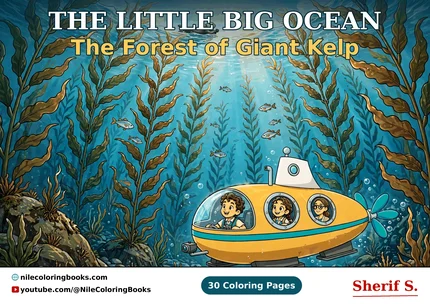 THE LITTLE BIG OCEAN
The Forest of Giant Kelp
nilecoloringbooks.com
youtube.com/@NileColoringBooks
30 Coloring Pages
Sherif S.